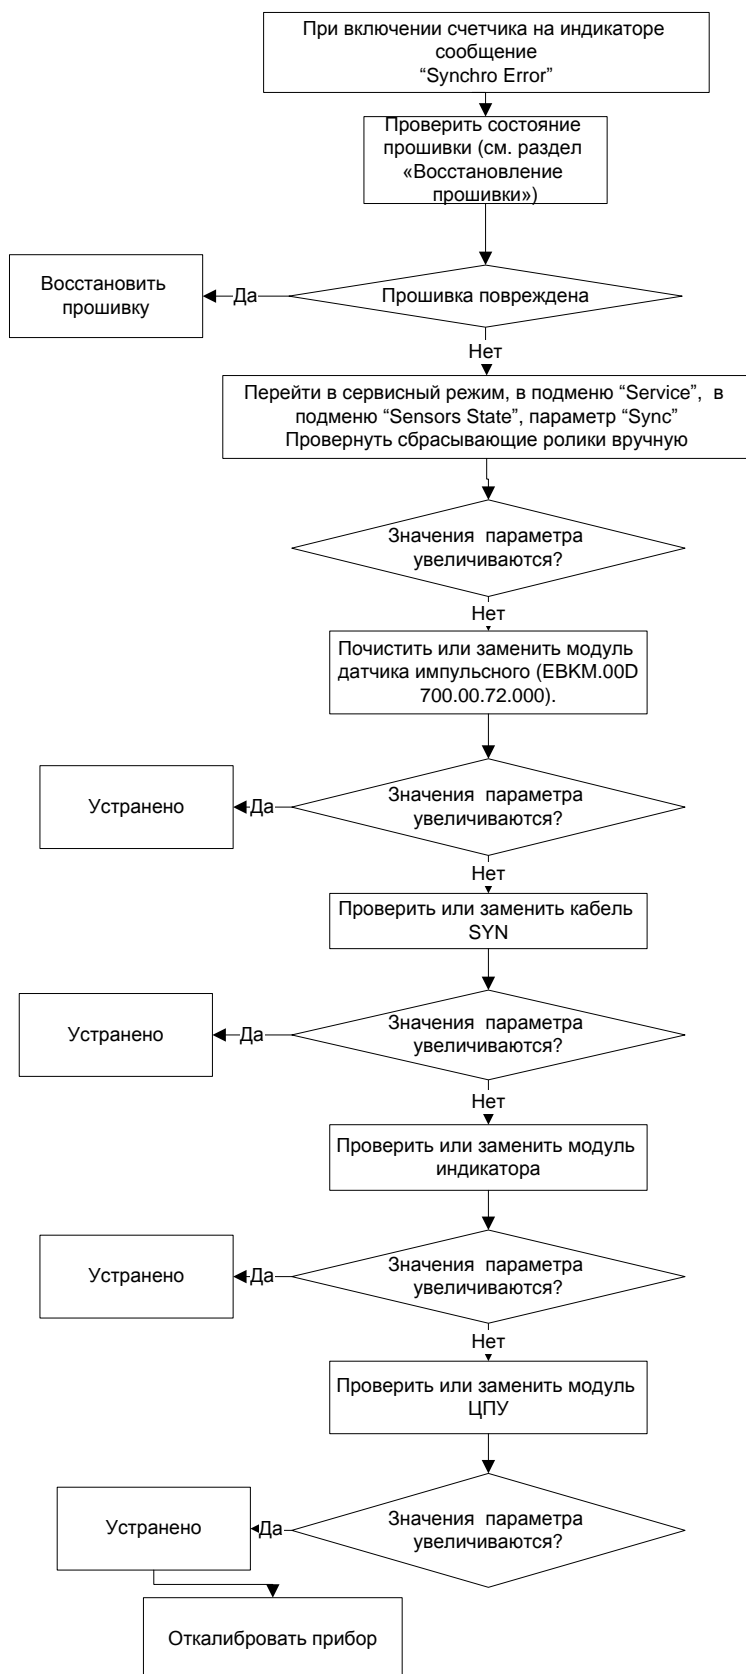 При включении счетчика на индикаторе
сообщение
“Synchro Error”
Проверить состояние
прошивки (см. раздел
«Восстановление
прошивки»)
Восстановить
прошивку
Да
Прошивка повреждена
Нет
Перейти в сервисный режим, в подменю “Service”, в
подменю “Sensors State”, параметр “Sync”
Провернуть сбрасывающие ролики вручную
Значения параметра
увеличиваются?
Нет
Почистить или заменить модуль
датчика импульсного (EBKM.00D
700.00.72.000).
Устранено
Да
Значения параметра
увеличиваются?
Нет
Проверить или заменить кабель
SYN
Устранено
Да
Значения параметра
увеличиваются?
Нет
Проверить или заменить модуль
индикатора
Устранено
Да
Значения параметра
увеличиваются?
Нет
Проверить или заменить модуль
ЦПУ
Устранено
Да
Значения параметра
увеличиваются?
Откалибровать прибор